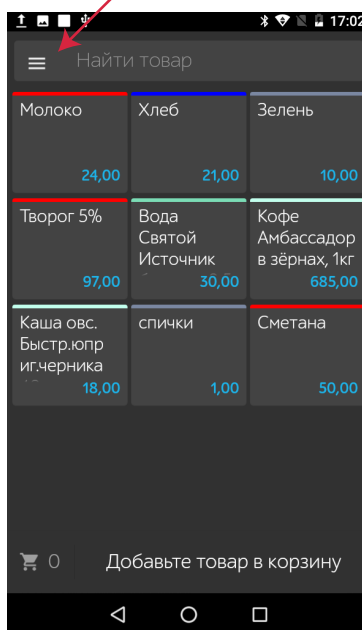 17:02
Найти товар
Молоко
24,00
Хлеб
21,00
Зелень
10,00
Творог 5%
97,00
Вода
Святой
Источник
30,00
Кофе
Амбассадор
в зёрнах, 1кг
685,00
Каша овс.
Быстр.юпр
иг.черника
18,00
спички
1,00
Сметана
50,00
0
Добавьте товар в корзину